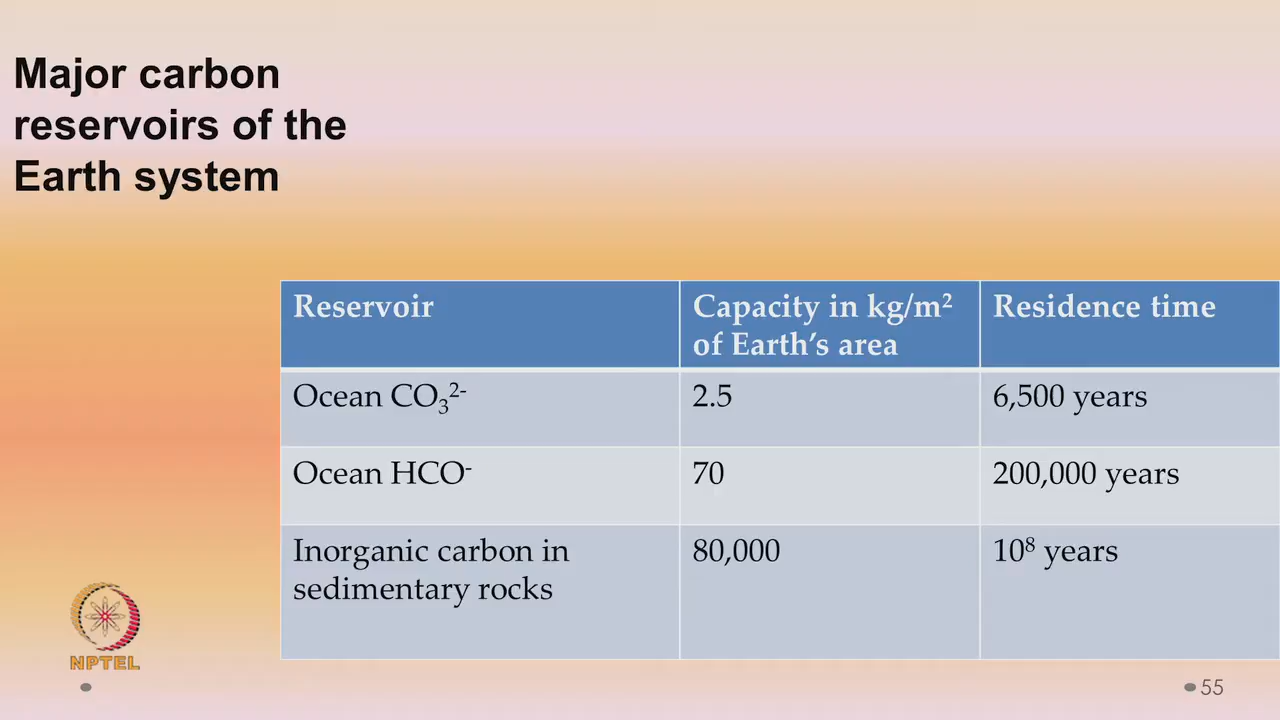 Major carbon
reservoirs of the
Earth system
Reservoir
Capacity in kg/m²
of Earth’s area
Residence time
Ocean CO₃²⁻
2.5
6,500 years
Ocean HCO⁻
70
200,000 years
Inorganic carbon in
sedimentary rocks
80,000
10⁸ years
NPTEL
55